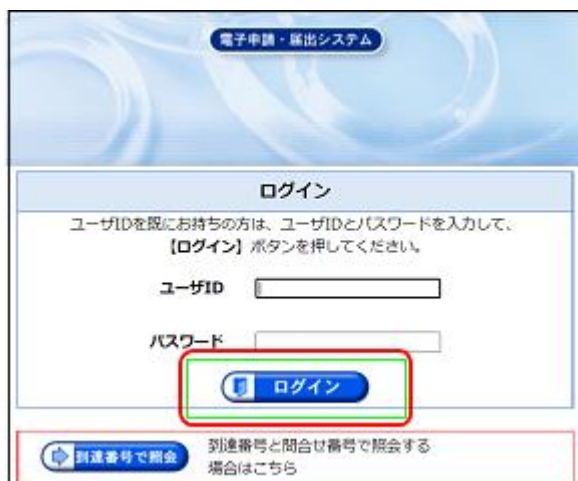 電子申請・届出システム
ログイン
ユーザIDを既にお持ちの方は、ユーザIDとパスワードを入力して、
【ログイン】ボタンを押してください。
ユーザID
パスワード
ログイン
到達番号で照会
到達番号と問合せ番号で照会する
場合はこちら